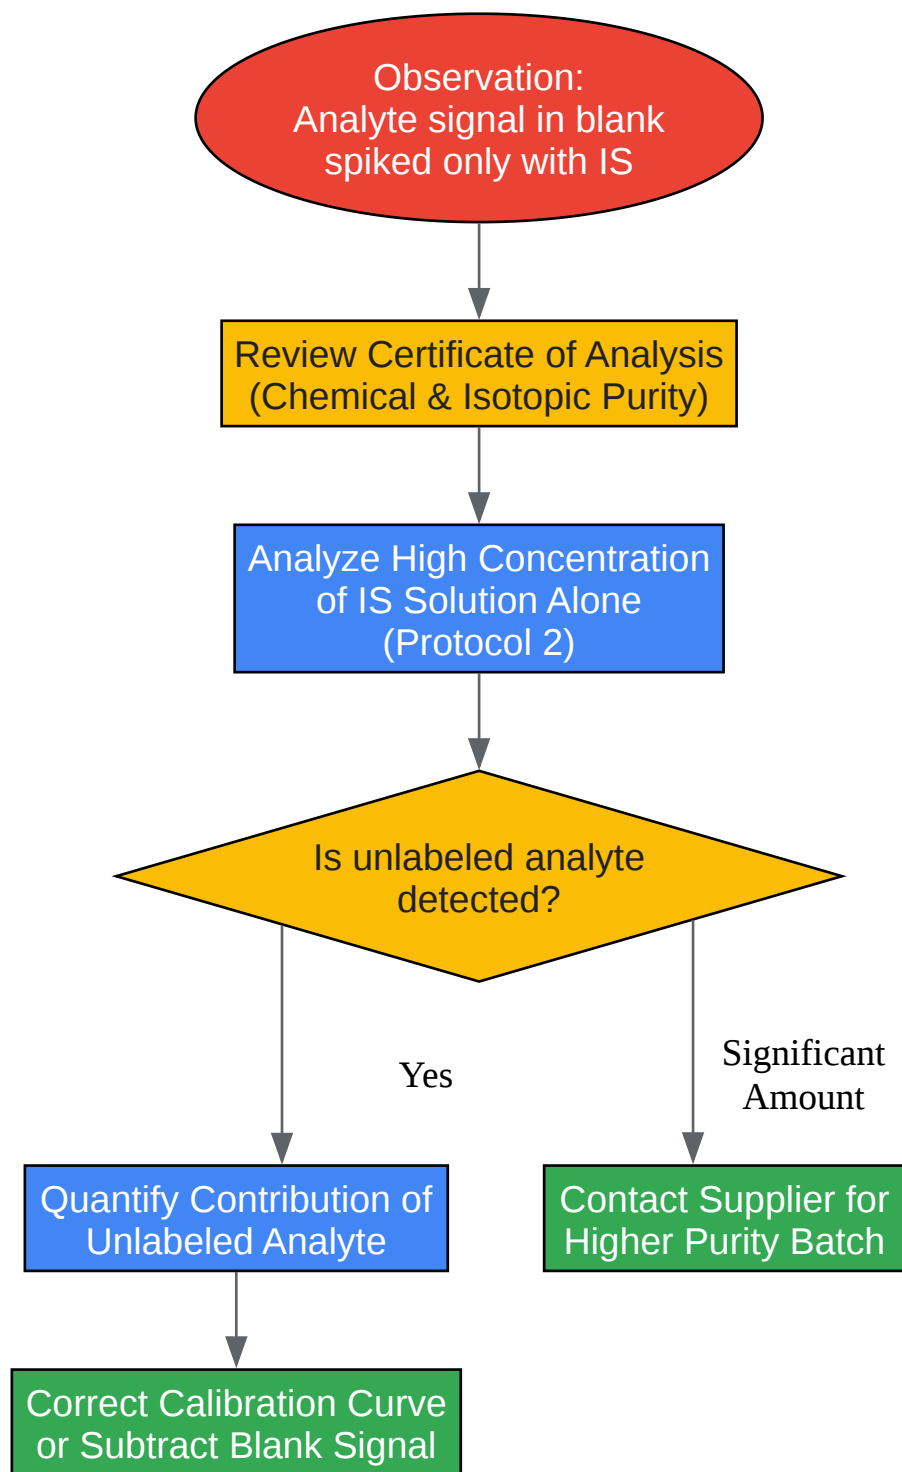 Observation:
Analyte signal in blank
spiked only with IS
Review Certificate of Analysis
(Chemical & Isotopic Purity)
Analyze High Concentration
of IS Solution Alone
(Protocol 2)
Is unlabeled analyte
detected?
Yes
Significant
Amount
Quantify Contribution of
Unlabeled Analyte
Contact Supplier for
Higher Purity Batch
Correct Calibration Curve
or Subtract Blank Signal